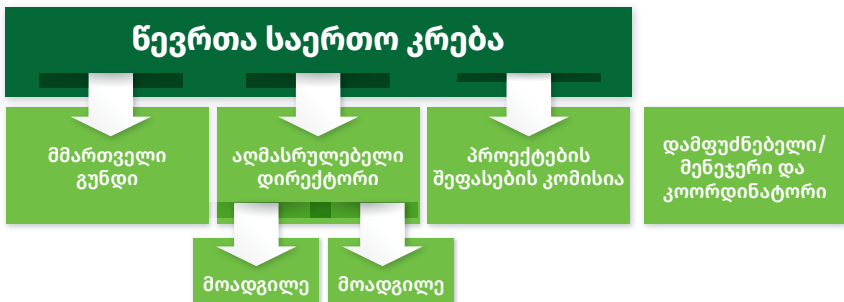 წევრთა საერთო კრება
მმართველი
გუნდი
აღმასრულებელი
დირექტორი
პროექტების
შეფასების კომისია
დამფუძნებელი/
მენეჯერი და
კოორდინატორი
მოადგილე
მოადგილე